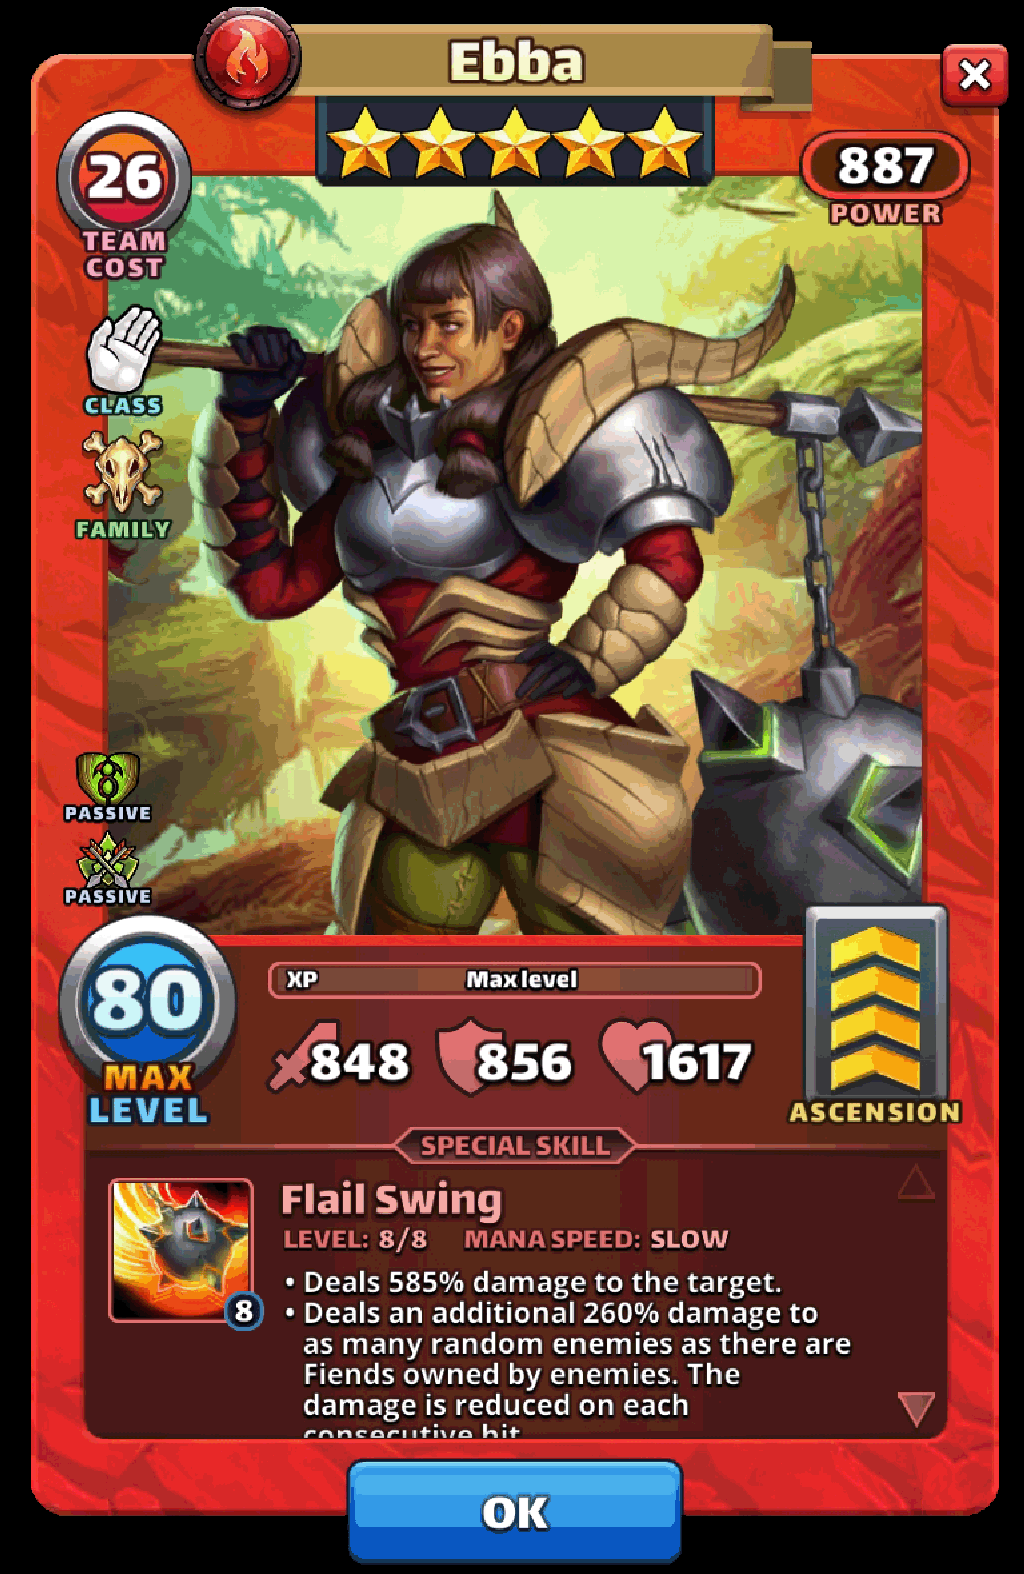 Ebba
26
TEAM
COST
887
POWER
CLASS
FAMILY
PASSIVE
PASSIVE
80
MAX
LEVEL
XP Max level
848 856 1617
ASCENSION
SPECIAL SKILL
Flail Swing
LEVEL: 8/8 MANA SPEED: SLOW
8
• Deals 585% damage to the target.
• Deals an additional 260% damage to
as many random enemies as there are
Fiends owned by enemies. The
damage is reduced on each
consecutive hit.
OK